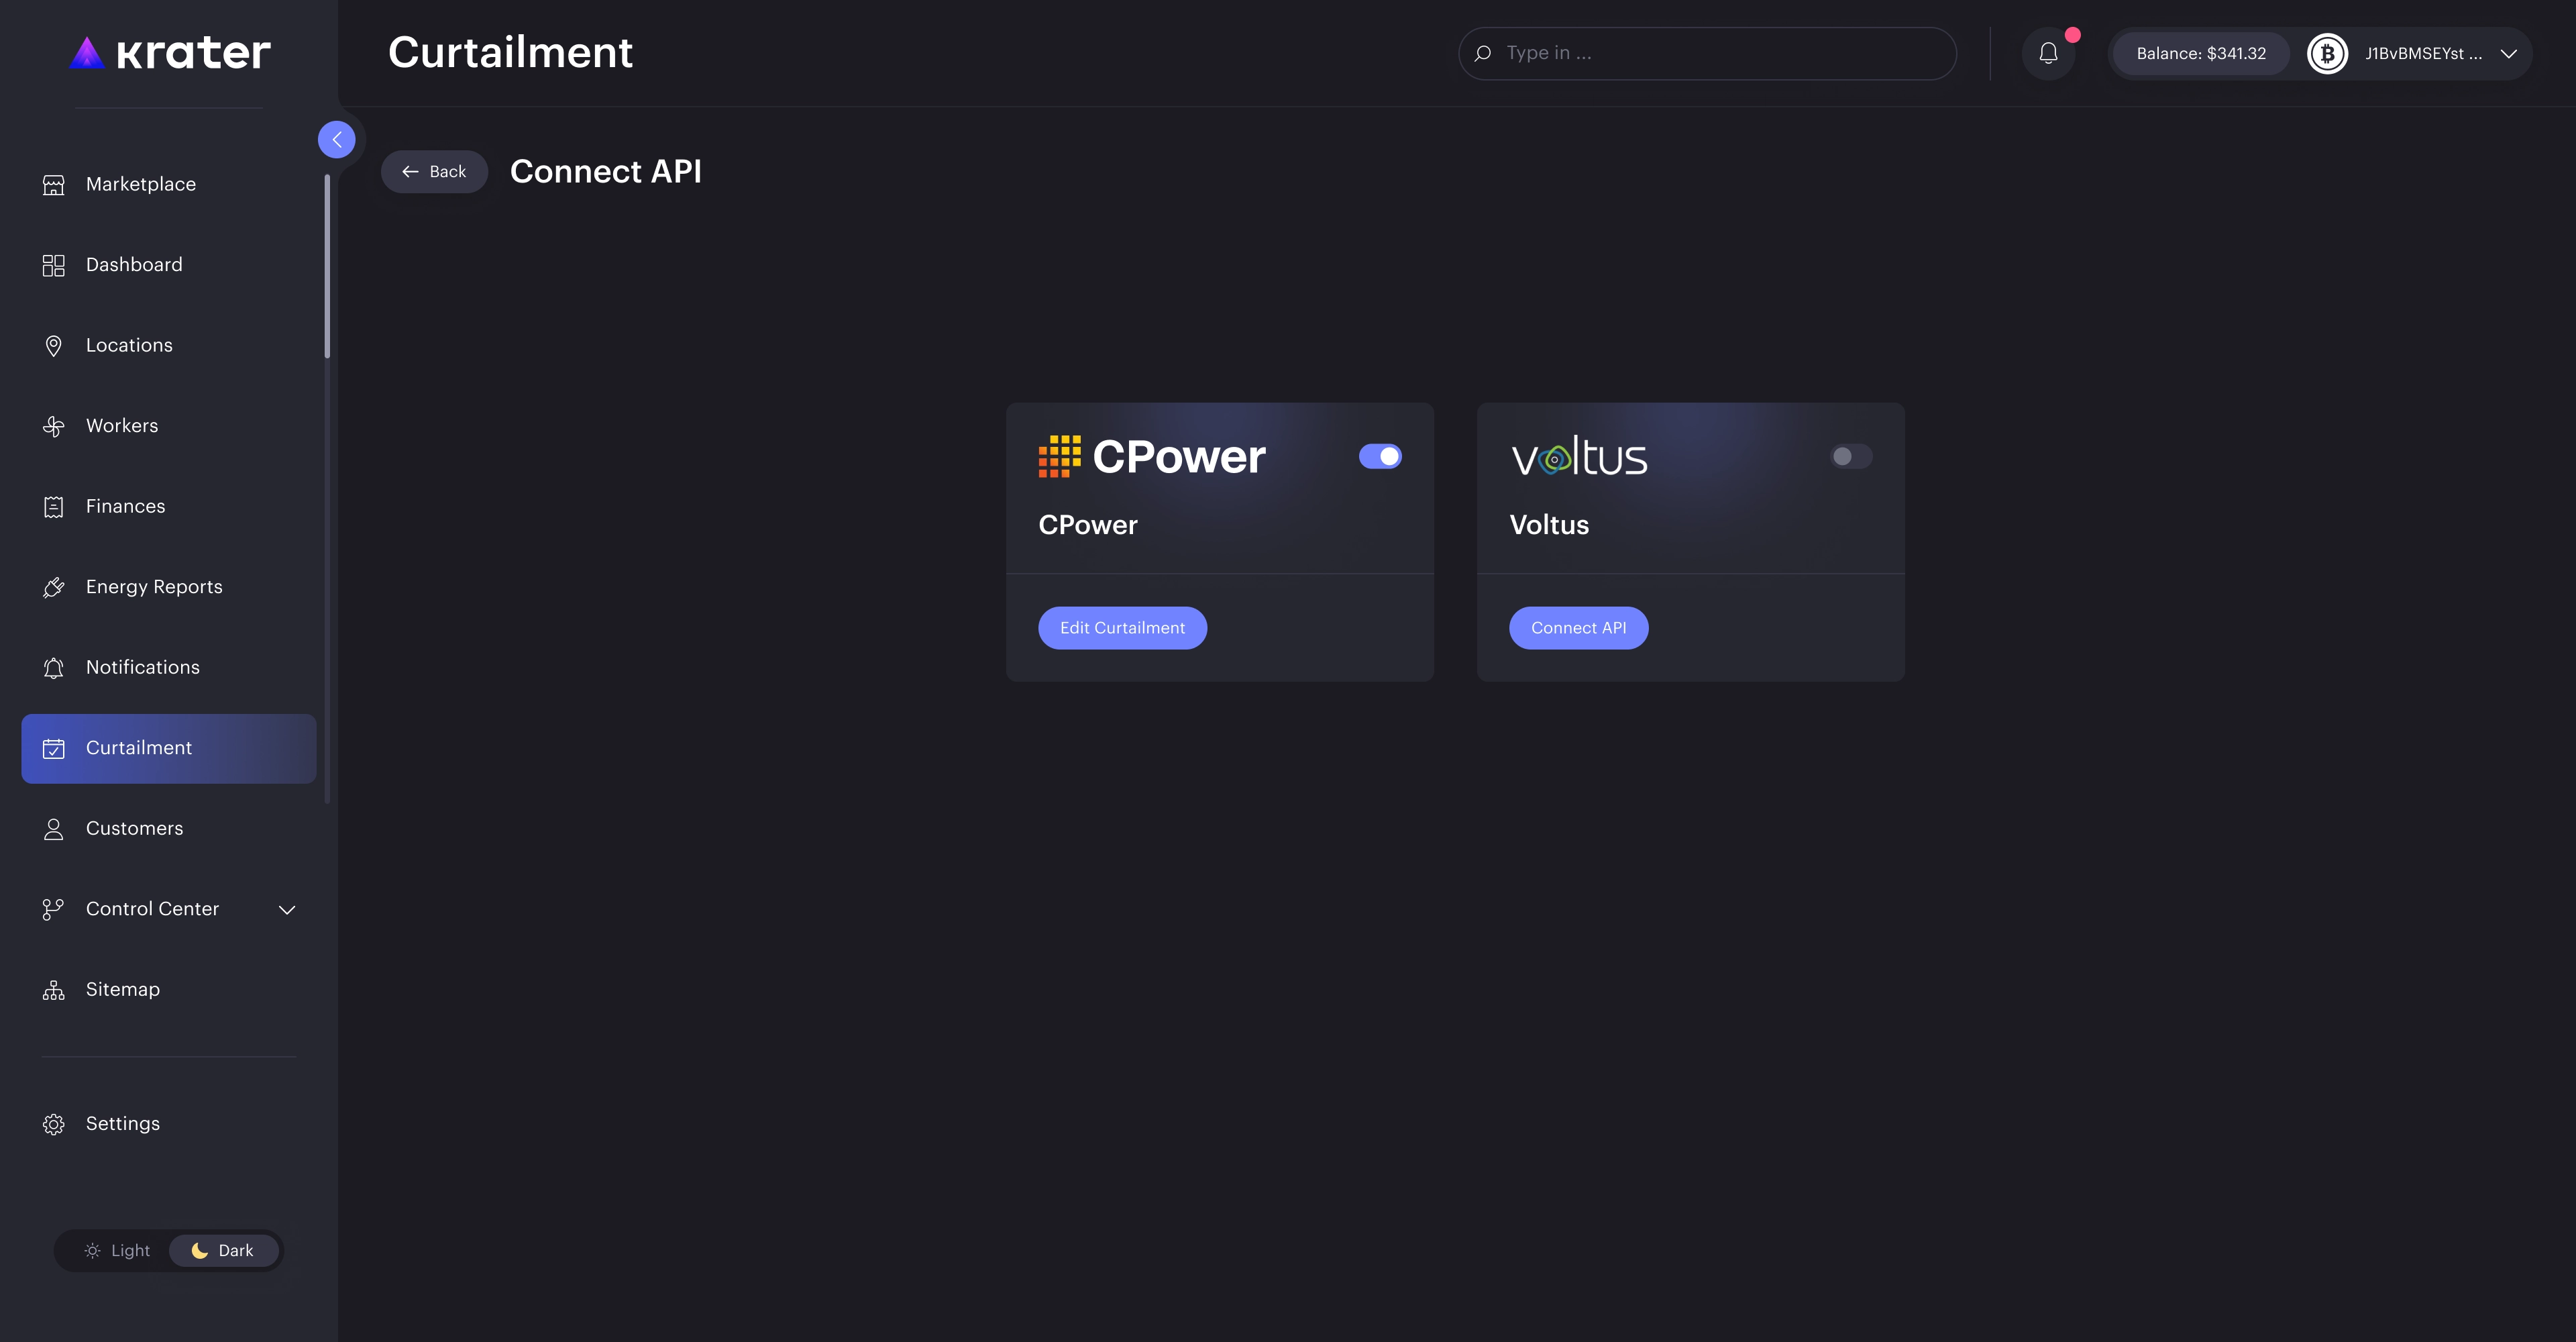 krater
Curtailment
Type in ...
Balance: $341.32
J1BvBMSEYst ...
Back
Connect API
Marketplace
Dashboard
Locations
Workers
Finances
Energy Reports
Notifications
Curtailment
Customers
Control Center
Sitemap
Settings
Light
Dark
CPower
CPower
Edit Curtailment
voltus
Voltus
Connect API